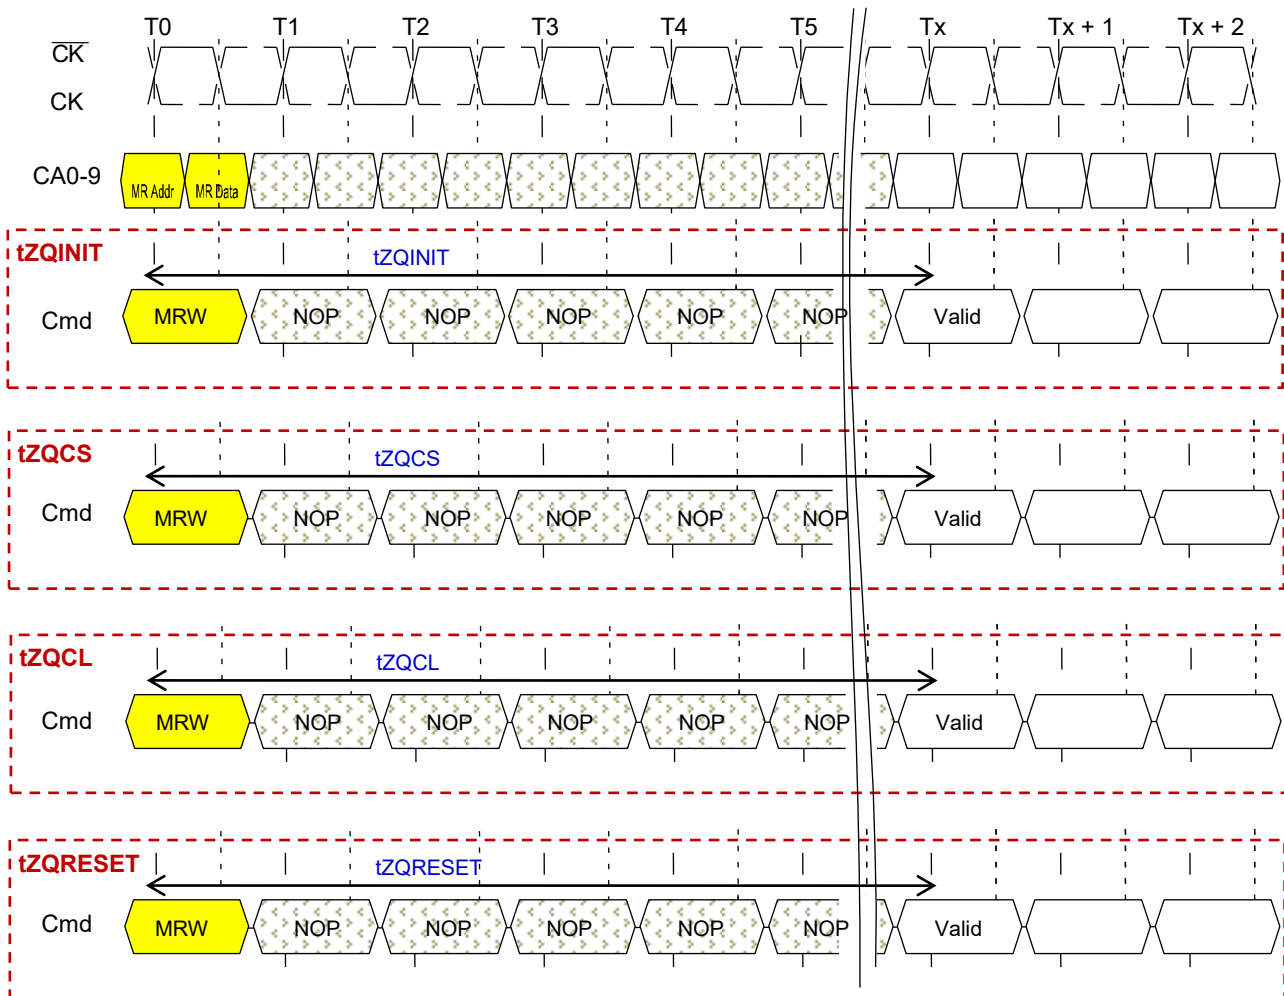 T0 T1 T2 T3 T4 T5 Tx Tx + 1 Tx + 2
CK
CK
CA0-9 MR Addr MR Data
tZQINIT
tZQINIT
Cmd MRW NOP NOP NOP NOP NOP Valid
tZQCS
tZQCS
Cmd MRW NOP NOP NOP NOP NOP Valid
tZQCL
tZQCL
Cmd MRW NOP NOP NOP NOP NOP Valid
tZQRESET
tZQRESET
Cmd MRW NOP NOP NOP NOP NOP Valid